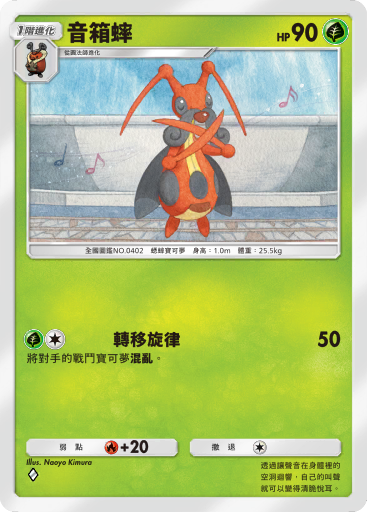 1階進化
音箱蟀
HP 90
從圓法師進化
全國圖鑑NO.0402 蟋蟀寶可夢 身高:1.0m 體重:25.5kg
轉移旋律 50
將對手的戰鬥寶可夢混亂。
弱點 +20
撤退
Illus. Naoyo Kimura
透過讓聲音在身體裡的
空洞迴響,自己的叫聲
就可以變得清脆悅耳。